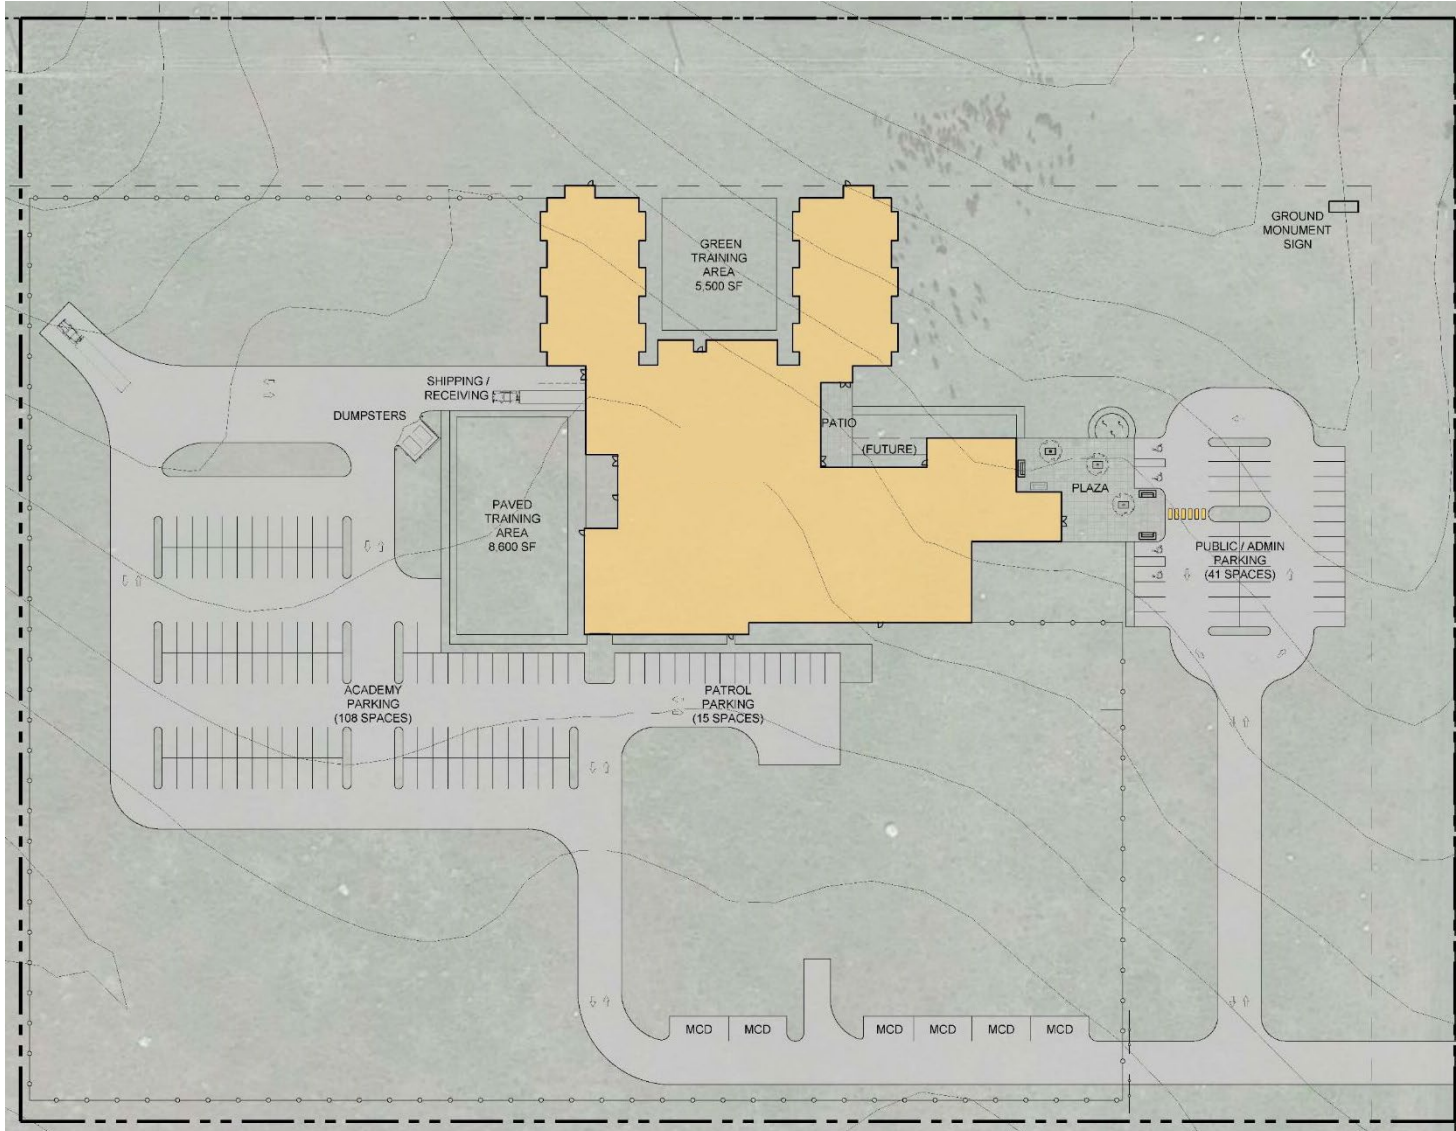 GROUND
MONUMENT
SIGN
GREEN
TRAINING
AREA
5,500 SF
SHIPPING /
RECEIVING
DUMPSTERS
PATIO
(FUTURE)
PLAZA
PAVED
TRAINING
AREA
8,600 SF
PUBLIC / ADMIN
PARKING
(41 SPACES)
ACADEMY
PARKING
(108 SPACES)
PATROL
PARKING
(15 SPACES)
MCD
MCD
MCD
MCD
MCD
MCD